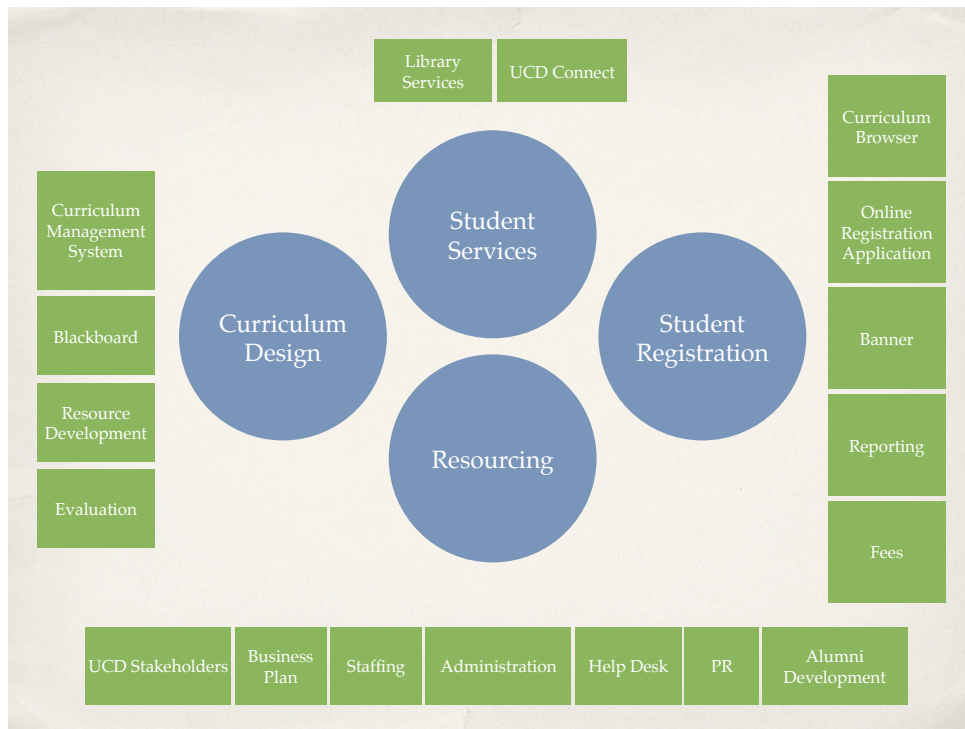 Library
Services
UCD Connect
Curriculum
Browser
Online
Registration
Application
Banner
Reporting
Fees
Curriculum
Management
System
Blackboard
Resource
Development
Evaluation
Student
Services
Curriculum
Design
Student
Registration
Resourcing
UCD Stakeholders
Business
Plan
Staffing
Administration
Help Desk
PR
Alumni
Development